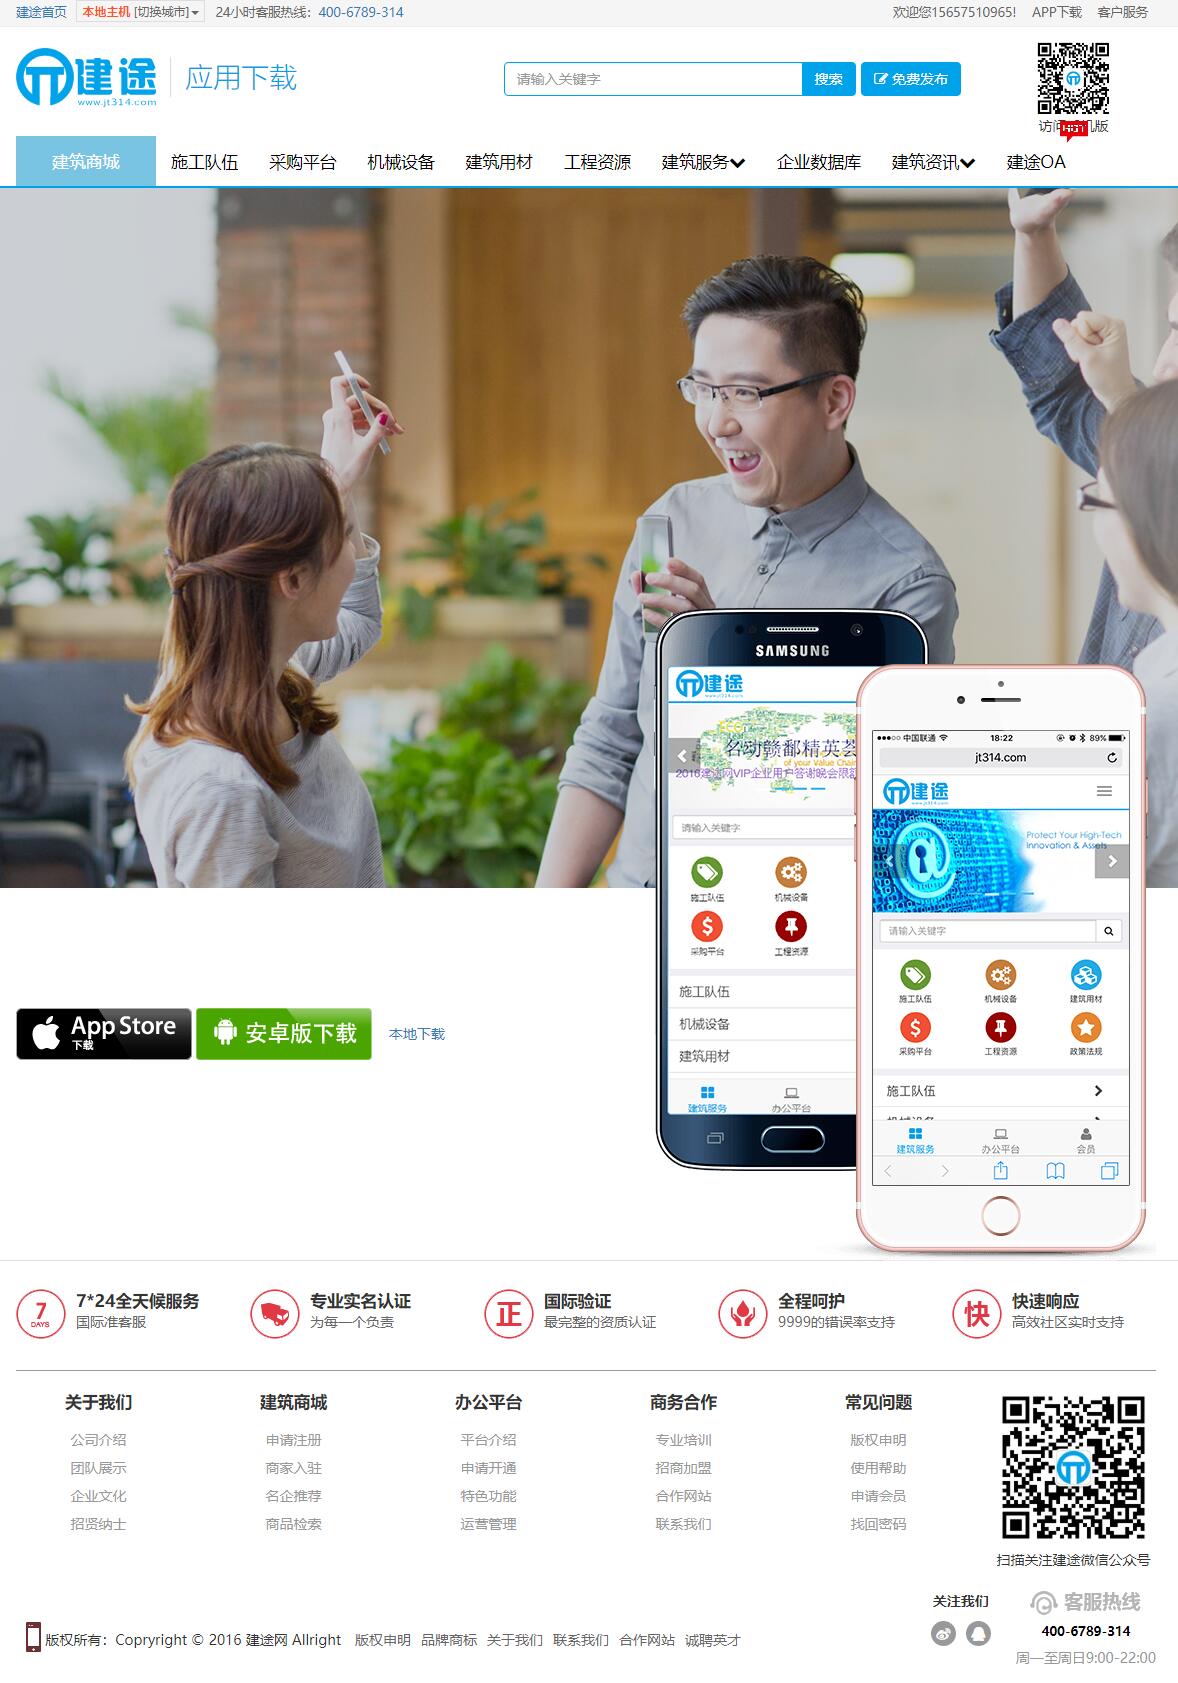 建途首页 本地主机 [切换城市] 24小时客服热线：400-6789-314 欢迎您15657510965! APP下载 客户服务
建途 应用下载
www.jt314.com
请输入关键字 搜索 免费发布
HOT
建筑商城 施工队伍 采购平台 机械设备 建筑用材 工程资源 建筑服务 企业数据库 建筑资讯 建途OA
SAMSUNG
建途
名动赣鄱精英荟
of your Value Chain
2016建途网VIP企业用户答谢晚会限额
请输入关键字
施工队伍 机械设备
采购平台 工程资源
施工队伍
机械设备
建筑用材
建筑服务 办公平台
中国联通 18:22 89%
jt314.com
建途
www.jt314.com
Protect Your High-Tech
Innovation & Assets
请输入关键字
施工队伍 机械设备 建筑用材
采购平台 工程资源 政策法规
施工队伍
建筑服务 办公平台 会员
App Store
下载
安卓版下载
本地下载
7 DAYS 7*24全天候服务
国际准客服
专业实名认证
为每一个负责
正 国际验证
最完整的资质认证
全程呵护
9999的错误率支持
快 快速响应
高效社区实时支持
关于我们 建筑商城 办公平台 商务合作 常见问题
公司介绍 申请注册 平台介绍 专业培训 版权申明
团队展示 商家入驻 申请开通 招商加盟 使用帮助
企业文化 名企推荐 特色功能 合作网站 申请会员
招贤纳士 商品检索 运营管理 联系我们 找回密码
扫描关注建途微信公众号
关注我们 客服热线
400-6789-314
周一至周日9:00-22:00
版权所有：Copryright © 2016 建途网 Allright 版权申明 品牌商标 关于我们 联系我们 合作网站 诚聘英才